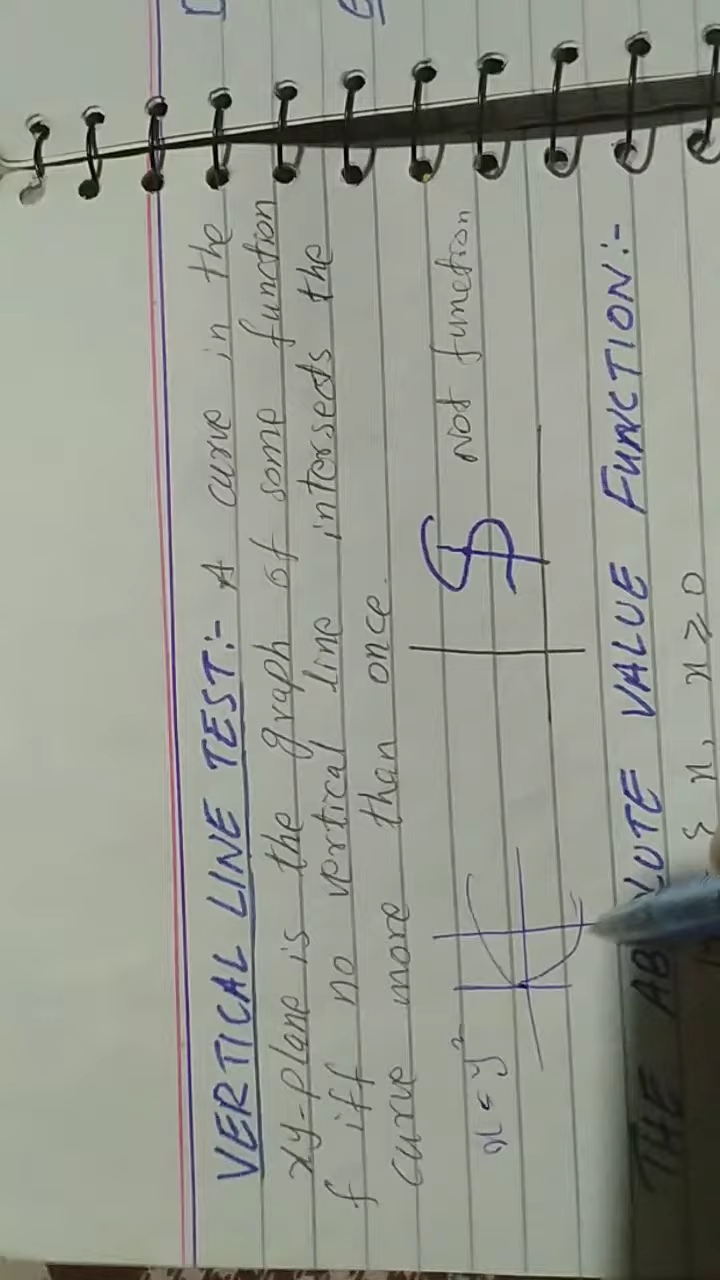 VERTICAL LINE TEST:- A curve in the
xy-plane is the graph of some function
f iff no vertical line intersects the
curve more than once.
x = y²
Not function
THE AB LUTE VALUE FUNCTION:-
x, x ≥ 0